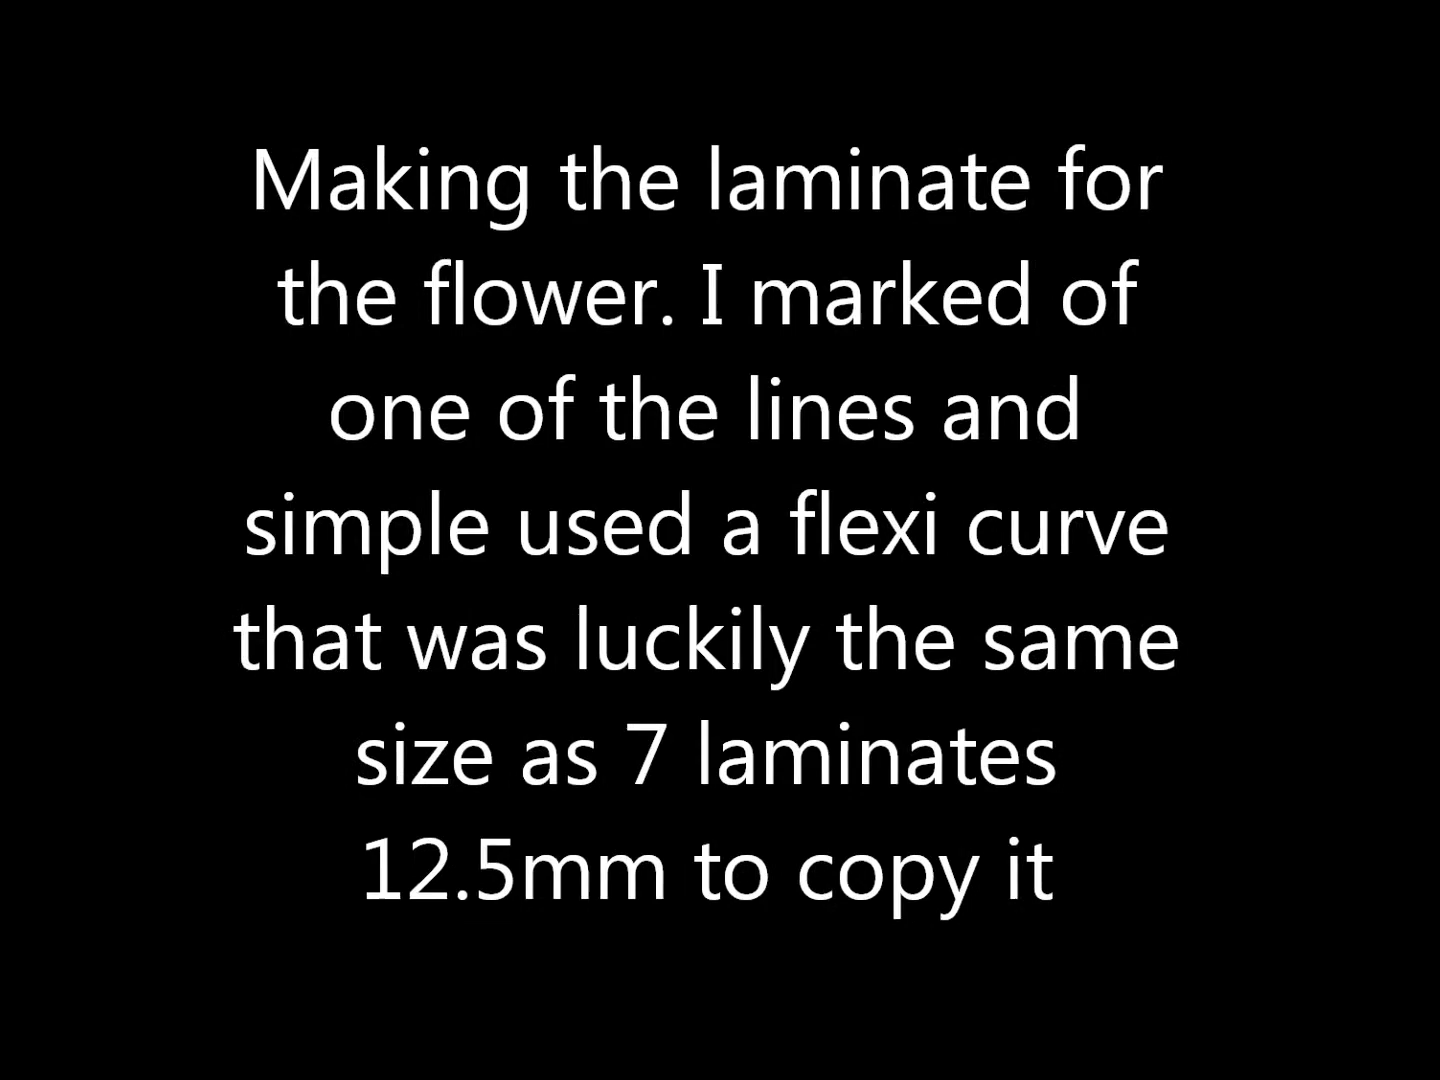 Making the laminate for
the flower. I marked of
one of the lines and
simple used a flexi curve
that was luckily the same
size as 7 laminates
12.5mm to copy it